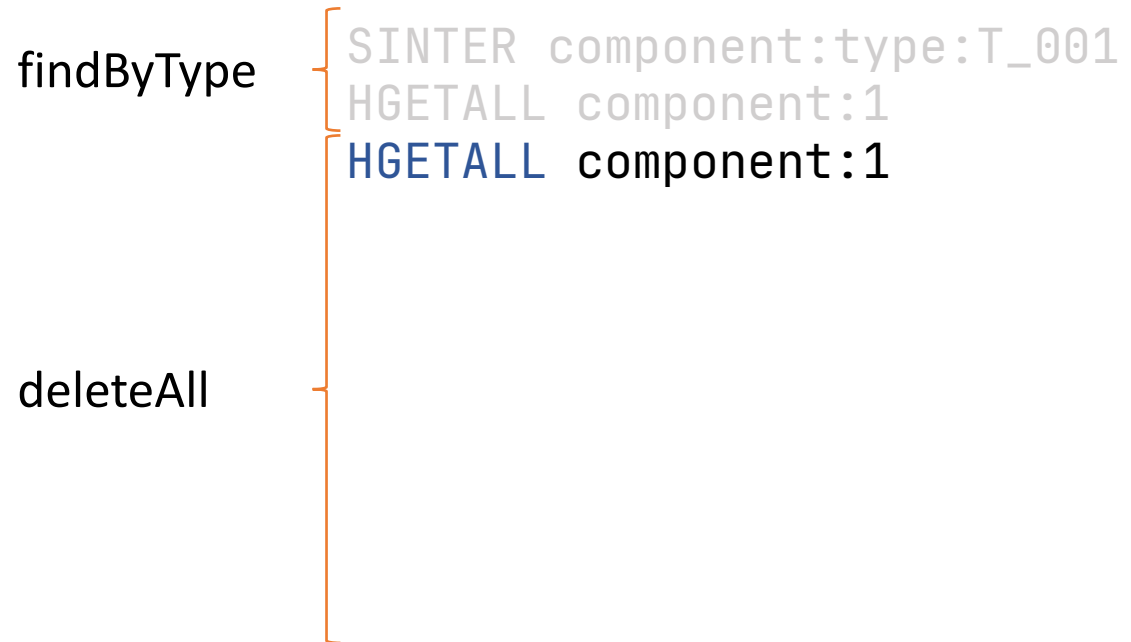 findByType
SINTER component:type:T_001
HGETALL component:1
HGETALL component:1
deleteAll